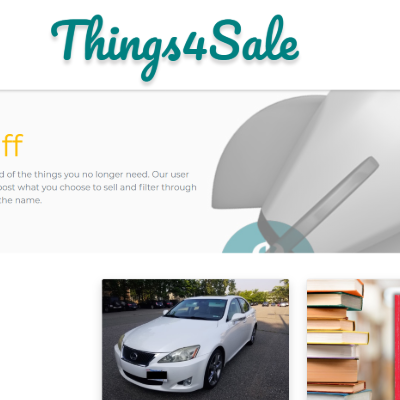 Things4Sale
ff
d of the things you no longer need. Our user
post what you choose to sell and filter through
the name.